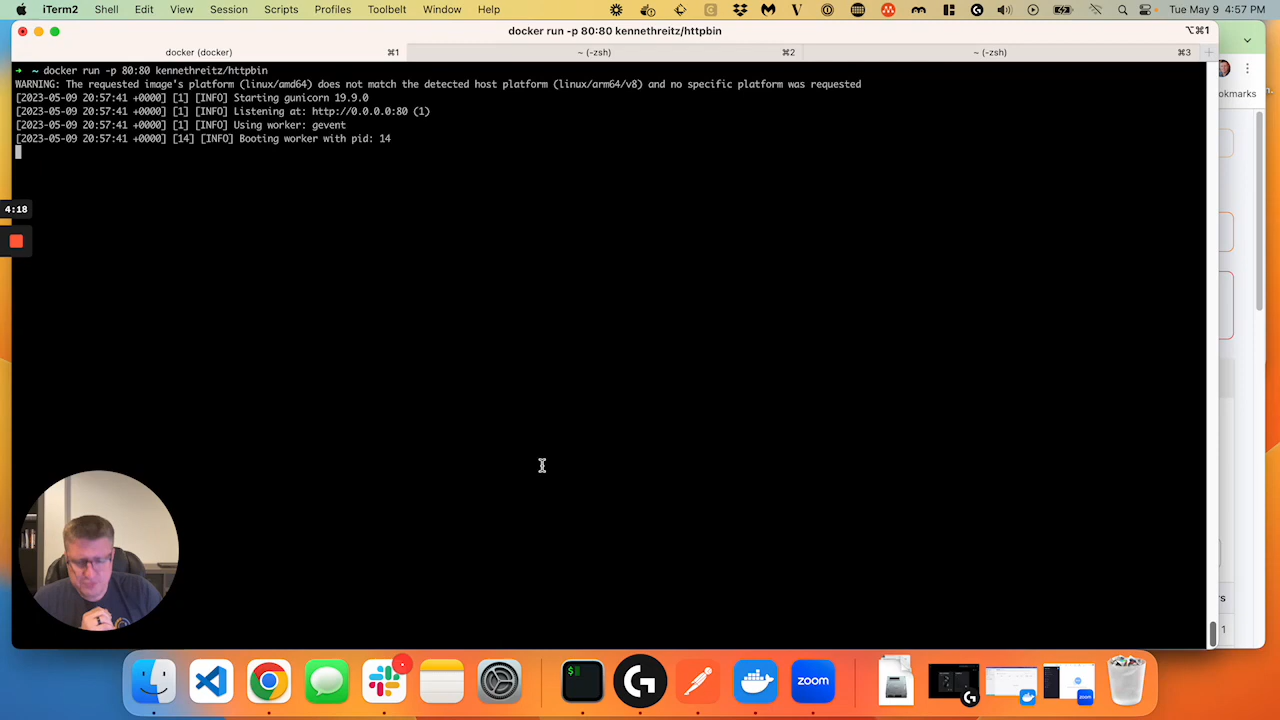 iTerm2 Shell Edit View Session Scripts Profiles Toolbelt Window Help Tue May 9 4:57 PM
docker run -p 80:80 kennethreitz/httpbin ⌥⌘1
docker (docker) ⌘1 ~ (-zsh) ⌘2 ~ (-zsh) ⌘3
➜ ~ docker run -p 80:80 kennethreitz/httpbin
WARNING: The requested image's platform (linux/amd64) does not match the detected host platform (linux/arm64/v8) and no specific platform was requested
[2023-05-09 20:57:41 +0000] [1] [INFO] Starting gunicorn 19.9.0
[2023-05-09 20:57:41 +0000] [1] [INFO] Listening at: http://0.0.0.0:80 (1)
[2023-05-09 20:57:41 +0000] [1] [INFO] Using worker: gevent
[2023-05-09 20:57:41 +0000] [14] [INFO] Booting worker with pid: 14
okmarks
4:18
rs
1
zoom